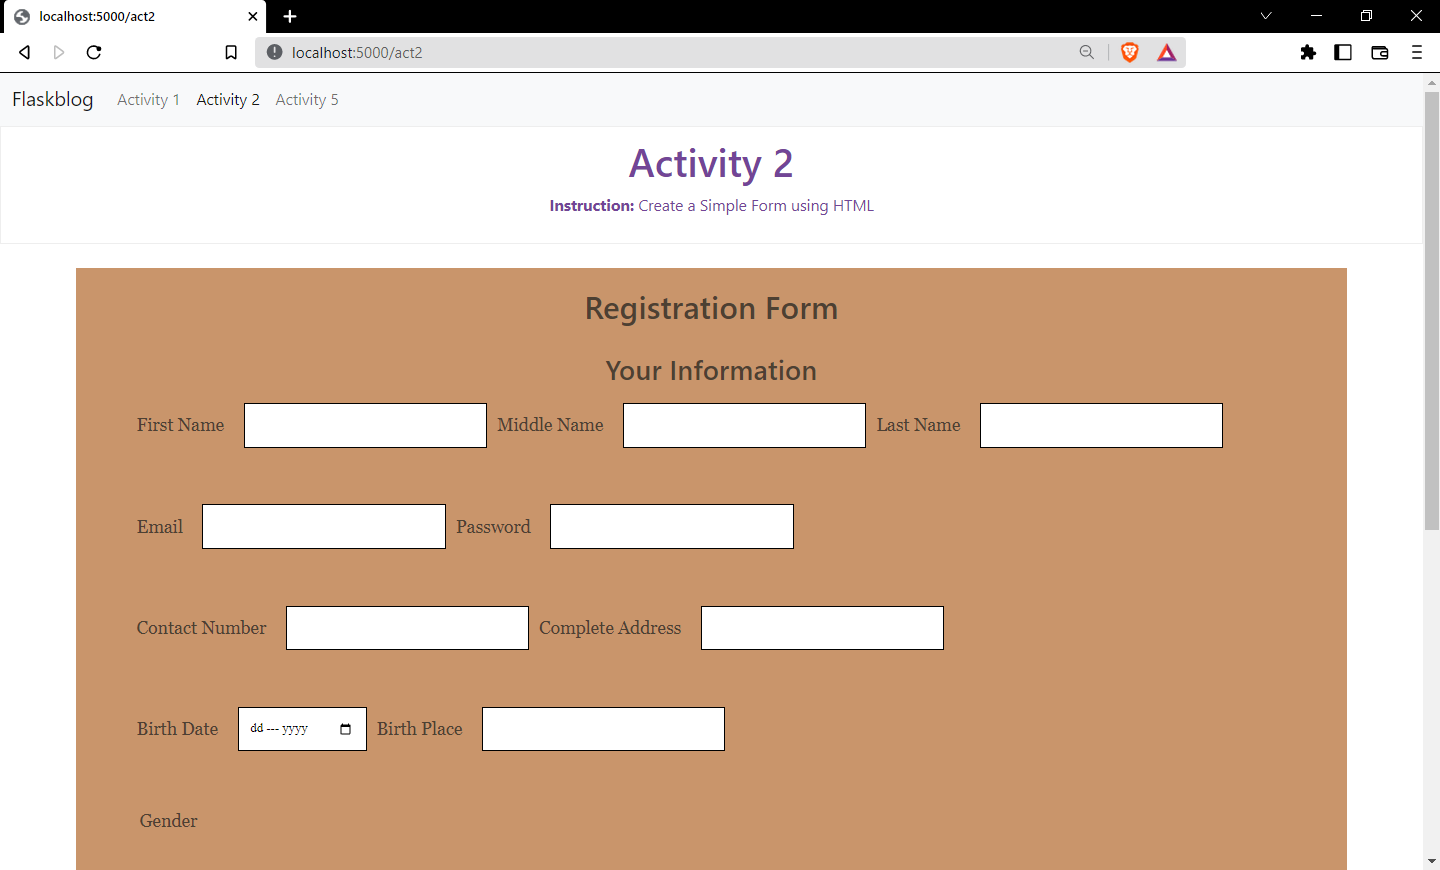 localhost:5000/act2
localhost:5000/act2
Flaskblog Activity 1 Activity 2 Activity 5
Activity 2
Instruction: Create a Simple Form using HTML
Registration Form
Your Information
First Name Middle Name Last Name
Email Password
Contact Number Complete Address
Birth Date dd --- yyyy Birth Place
Gender